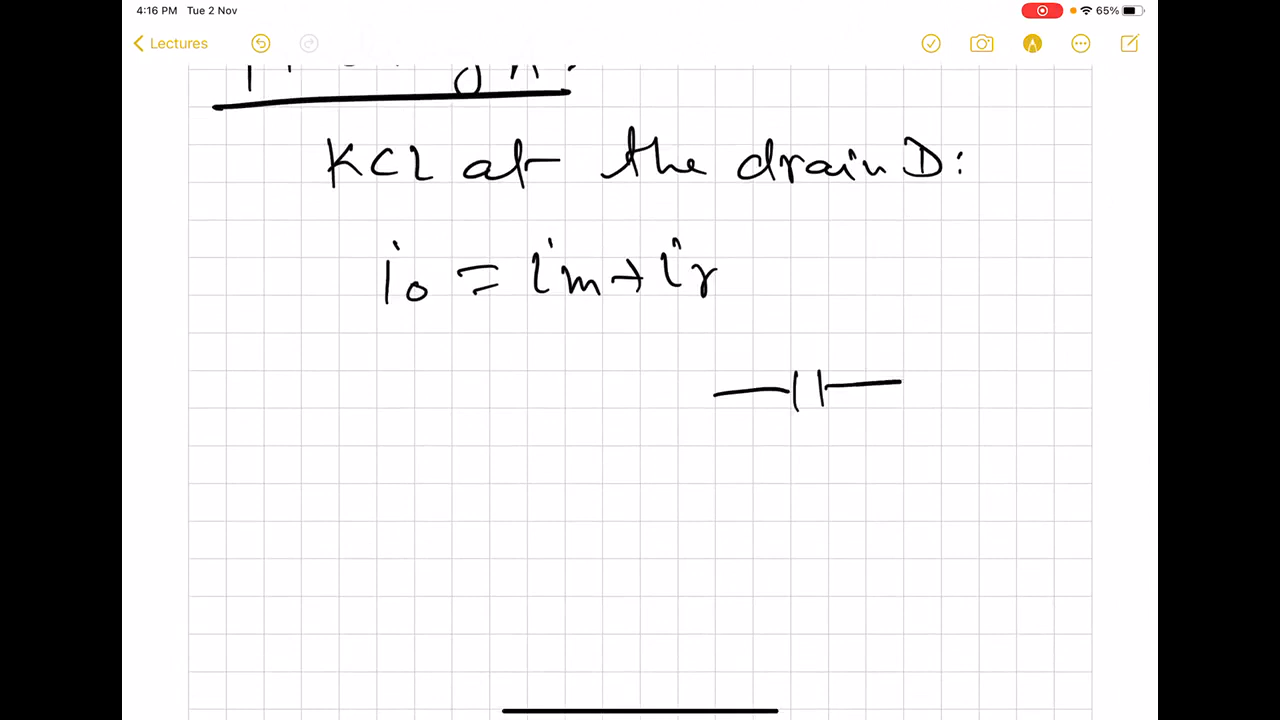 4:16 PM Tue 2 Nov
65%
Lectures
KCL at the drain D:
io = im + ir